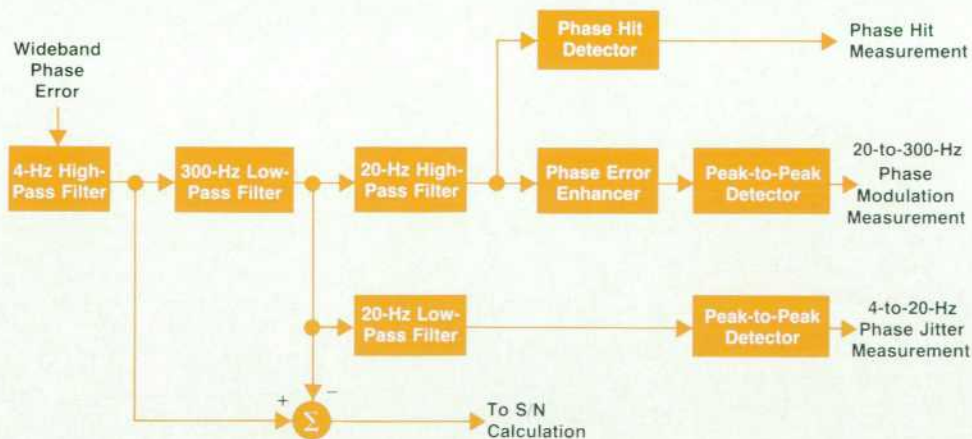 Wideband
Phase
Error
4-Hz High-
Pass Filter
300-Hz Low-
Pass Filter
20-Hz High-
Pass Filter
Phase Hit
Detector
Phase Hit
Measurement
Phase Error
Enhancer
Peak-to-Peak
Detector
20-to-300-Hz
Phase
Modulation
Measurement
20-Hz Low-
Pass Filter
Peak-to-Peak
Detector
4-to-20-Hz
Phase Jitter
Measurement
+
−
Σ
To S/N
Calculation